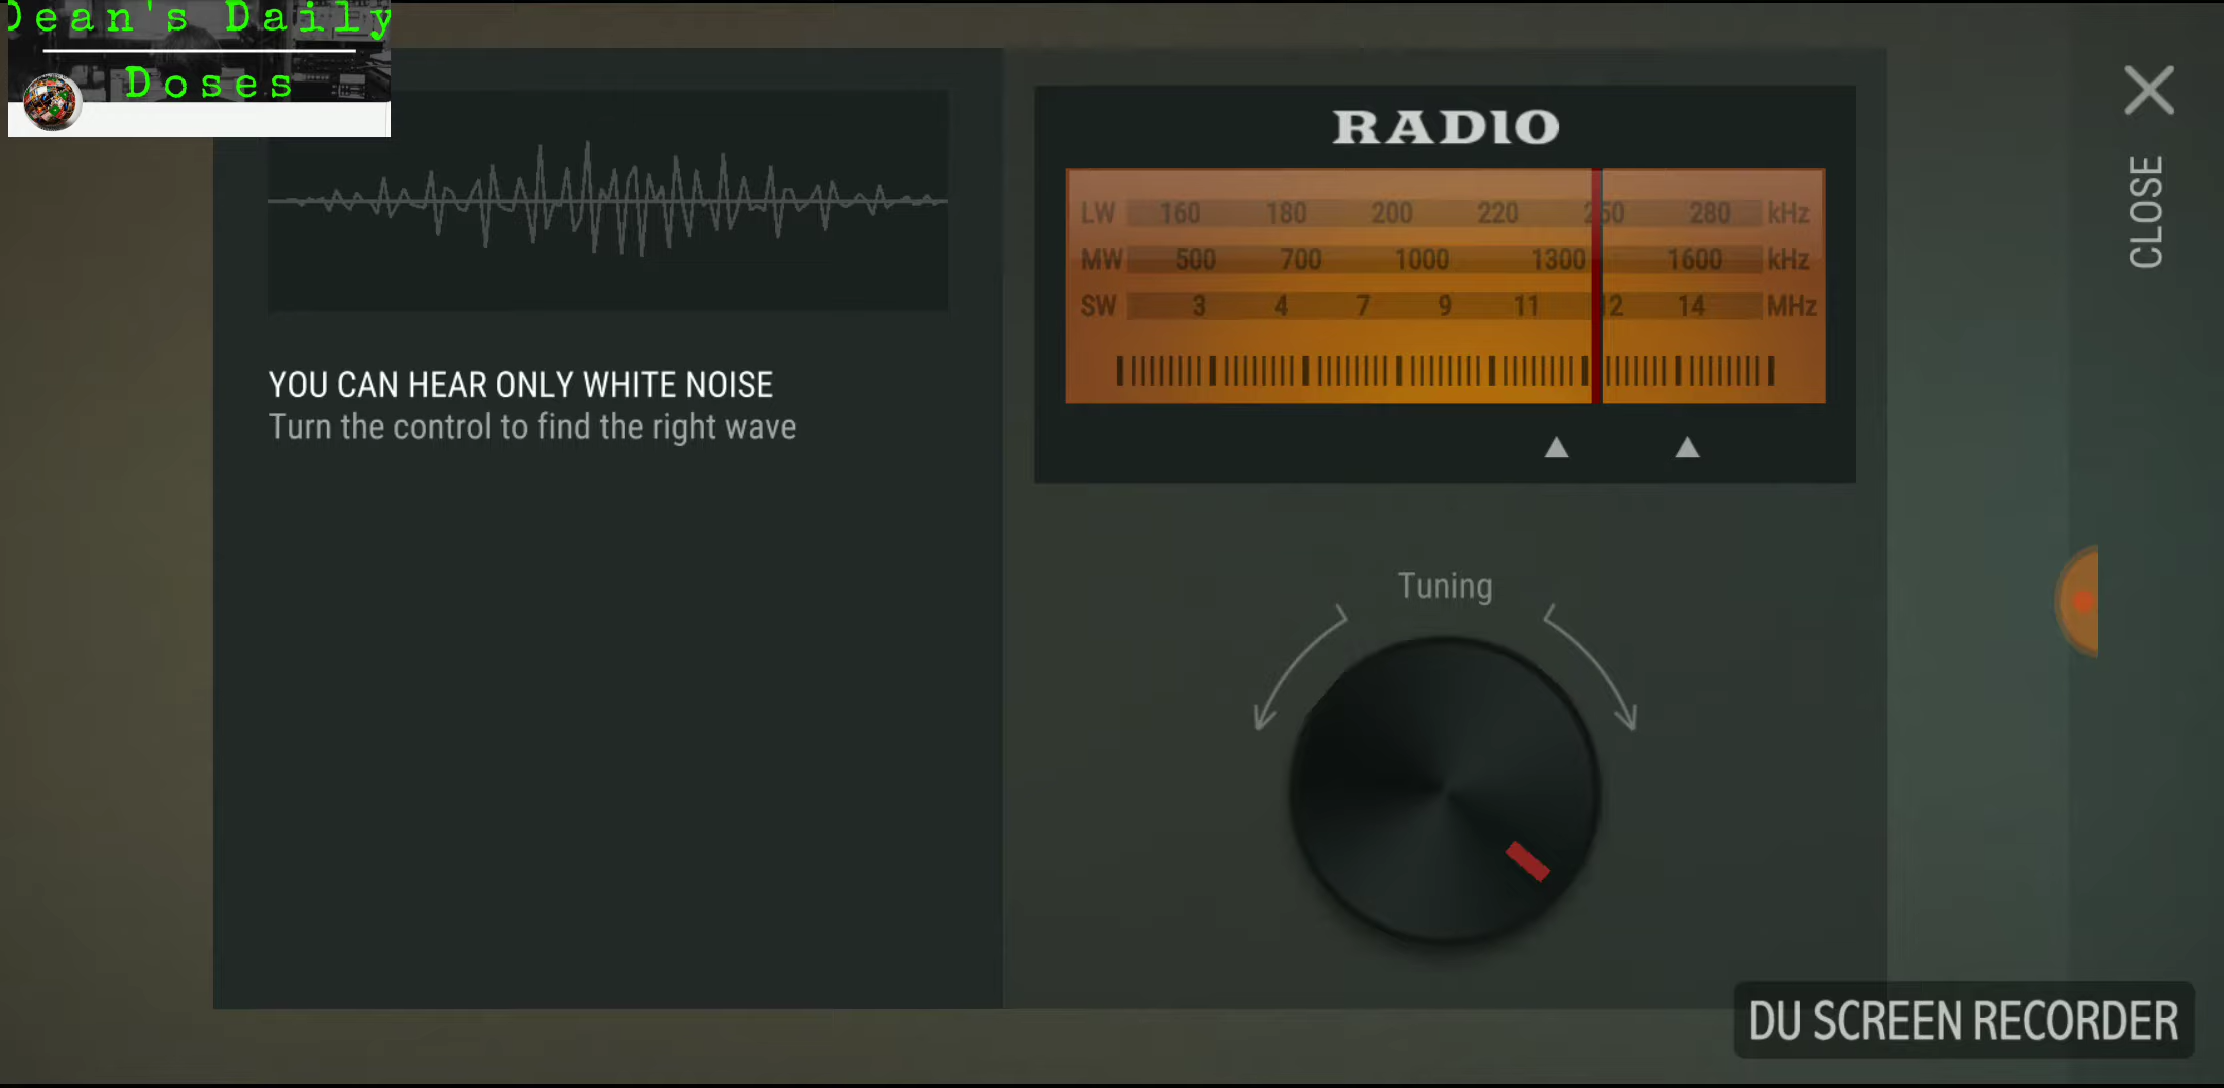 Dean's Daily
Doses
RADIO
LW 160 180 200 220 250 280 kHz
MW 500 700 1000 1300 1600 kHz
SW 3 4 7 9 11 12 14 MHz
CLOSE
YOU CAN HEAR ONLY WHITE NOISE
Turn the control to find the right wave
Tuning
DU SCREEN RECORDER